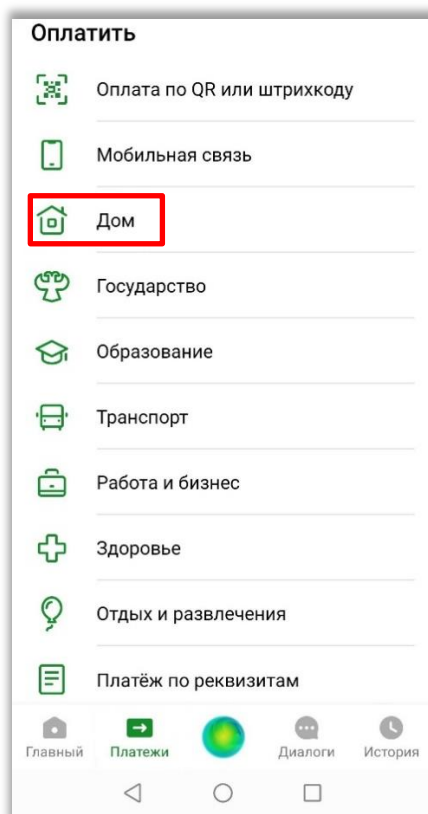 Оплатить
Оплата по QR или штрихкоду
Мобильная связь
Дом
Государство
Образование
Транспорт
Работа и бизнес
Здоровье
Отдых и развлечения
Платёж по реквизитам
Главный Платежи Диалоги История